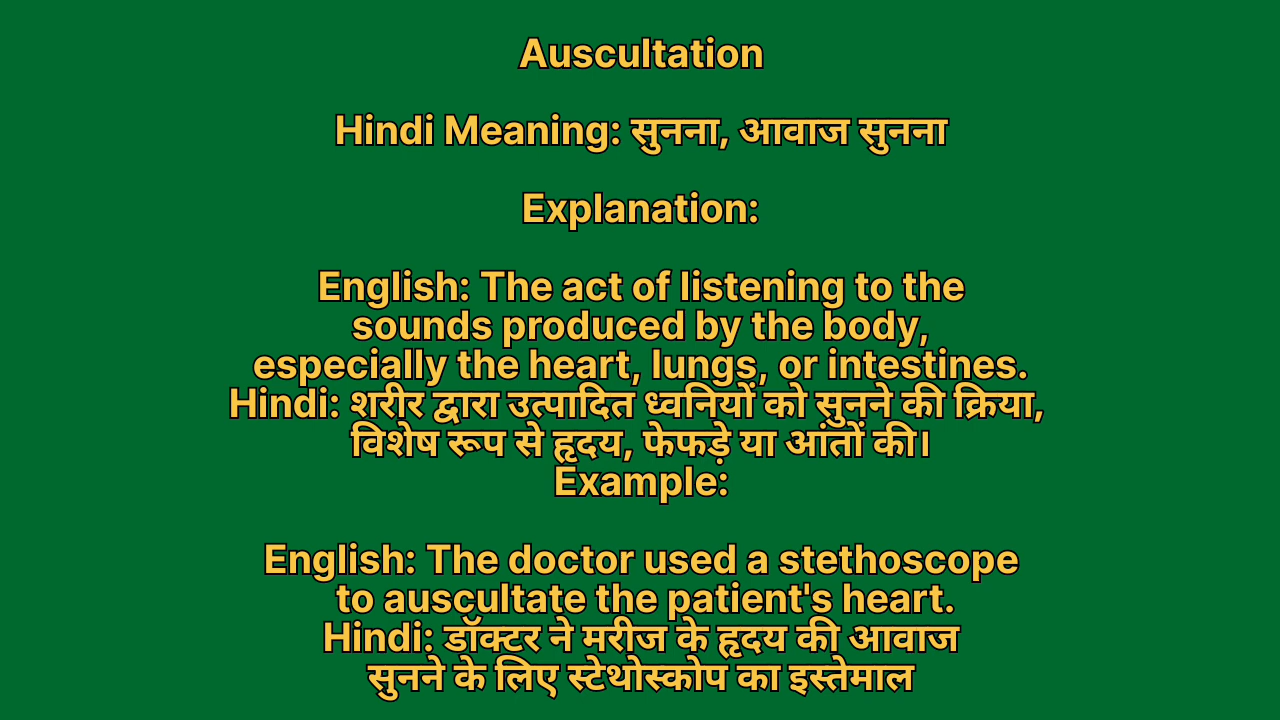 Auscultation
Hindi Meaning: सुनना, आवाज सुनना
Explanation:
English: The act of listening to the
sounds produced by the body,
especially the heart, lungs, or intestines.
Hindi: शरीर द्वारा उत्पादित ध्वनियों को सुनने की क्रिया,
विशेष रूप से हृदय, फेफड़े या आंतों की।
Example:
English: The doctor used a stethoscope
to auscultate the patient's heart.
Hindi: डॉक्टर ने मरीज के हृदय की आवाज
सुनने के लिए स्टेथोस्कोप का इस्तेमाल